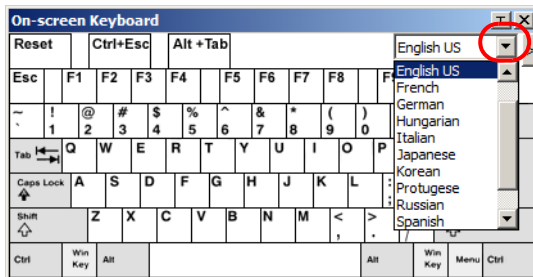 On-screen Keyboard
Reset Ctrl+Esc Alt +Tab English US
Esc F1 F2 F3 F4 F5 F6 F7 F8
English US
French
German
Hungarian
Italian
Japanese
Korean
Protugese
Russian
Spanish
~ ! @ # $ % ^ & * ( )
` 1 2 3 4 5 6 7 8 9 0
Tab Q W E R T Y U I O P
Caps Lock A S D F G H J K L
Shift Z X C V B N M < >
, . /
Ctrl Win Key Alt Alt Win Key Menu Ctrl